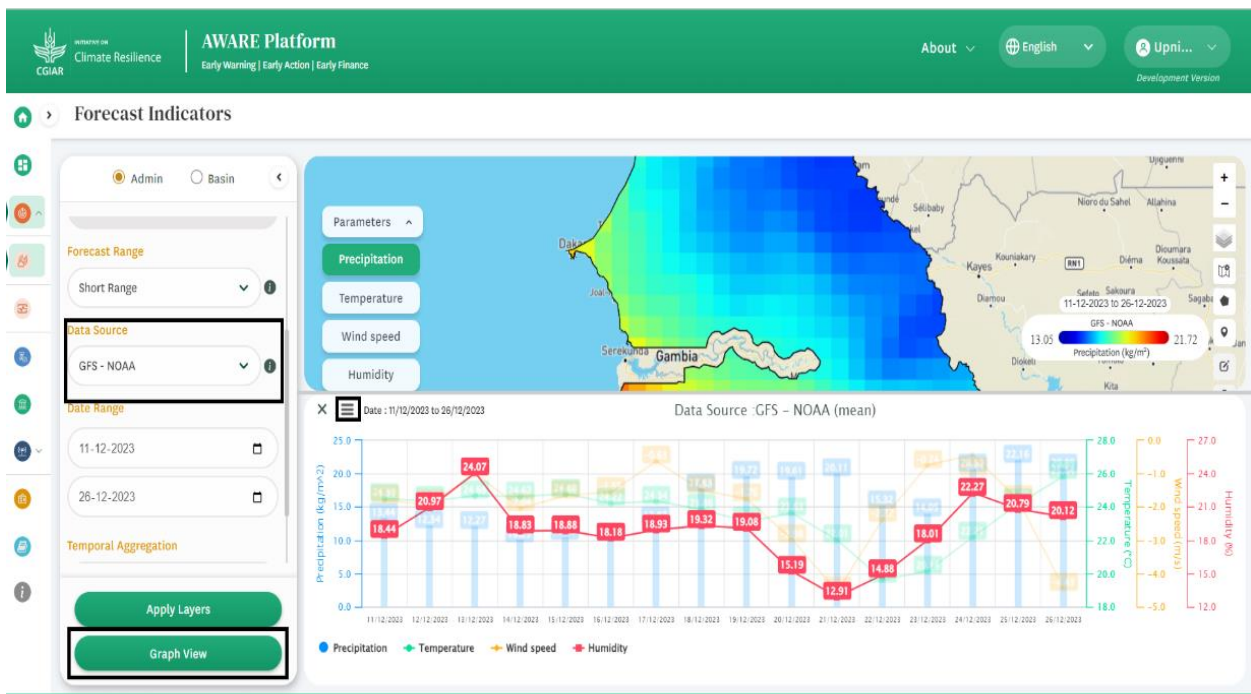 INITIATIVE ON
Climate Resilience
CGIAR
AWARE Platform
Early Warning | Early Action | Early Finance
About
English
Upni...
Development Version
Forecast Indicators
Admin
Basin
Forecast Range
Short Range
Data Source
GFS - NOAA
Date Range
11-12-2023
26-12-2023
Temporal Aggregation
Apply Layers
Graph View
Parameters
Precipitation
Temperature
Wind speed
Humidity
Sélibaby
Nioro du Sahel
Allahina
Kouniakary
Kayes
RN1
Diéma
Dioumara
Koussata
Diamou
Sefeto
Sakoura
Serekunda
Gambia
Kita
11-12-2023 to 26-12-2023
GFS - NOAA
13.05
21.72
Precipitation (kg/m²)
X
Date : 11/12/2023 to 26/12/2023
Data Source :GFS - NOAA (mean)
Precipitation (kg/m^2)
25.0
20.0
15.0
10.0
5.0
0.0
18.44
20.97
24.07
18.83
18.88
18.18
18.93
19.32
19.08
15.19
12.91
14.88
18.01
22.27
20.79
20.12
28.0
26.0
24.0
22.0
20.0
18.0
Temperature (°C)
0.0
-1.0
-2.0
-3.0
-4.0
-5.0
Wind speed (m/s)
27.0
24.0
21.0
18.0
15.0
12.0
Humidity (%)
11/12/2023 12/12/2023 13/12/2023 14/12/2023 15/12/2023 16/12/2023 17/12/2023 18/12/2023 19/12/2023 20/12/2023 21/12/2023 22/12/2023 23/12/2023 24/12/2023 25/12/2023 26/12/2023
Precipitation Temperature Wind speed Humidity